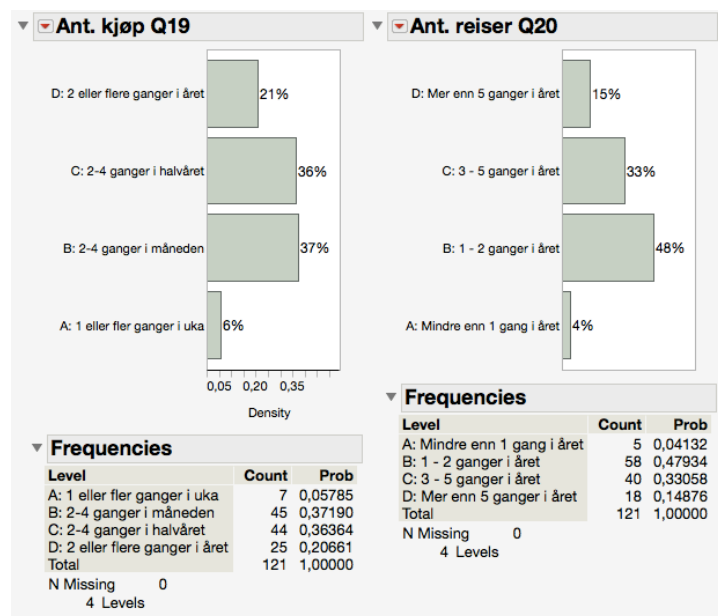 Ant. kjøp Q19
D: 2 eller flere ganger i året 21%
C: 2-4 ganger i halvåret 36%
B: 2-4 ganger i måneden 37%
A: 1 eller fler ganger i uka 6%
0,05 0,20 0,35
Density
Frequencies
Level Count Prob
A: 1 eller fler ganger i uka 7 0,05785
B: 2-4 ganger i måneden 45 0,37190
C: 2-4 ganger i halvåret 44 0,36364
D: 2 eller flere ganger i året 25 0,20661
Total 121 1,00000
N Missing 0
4 Levels
Ant. reiser Q20
D: Mer enn 5 ganger i året 15%
C: 3 - 5 ganger i året 33%
B: 1 - 2 ganger i året 48%
A: Mindre enn 1 gang i året 4%
Frequencies
Level Count Prob
A: Mindre enn 1 gang i året 5 0,04132
B: 1 - 2 ganger i året 58 0,47934
C: 3 - 5 ganger i året 40 0,33058
D: Mer enn 5 ganger i året 18 0,14876
Total 121 1,00000
N Missing 0
4 Levels